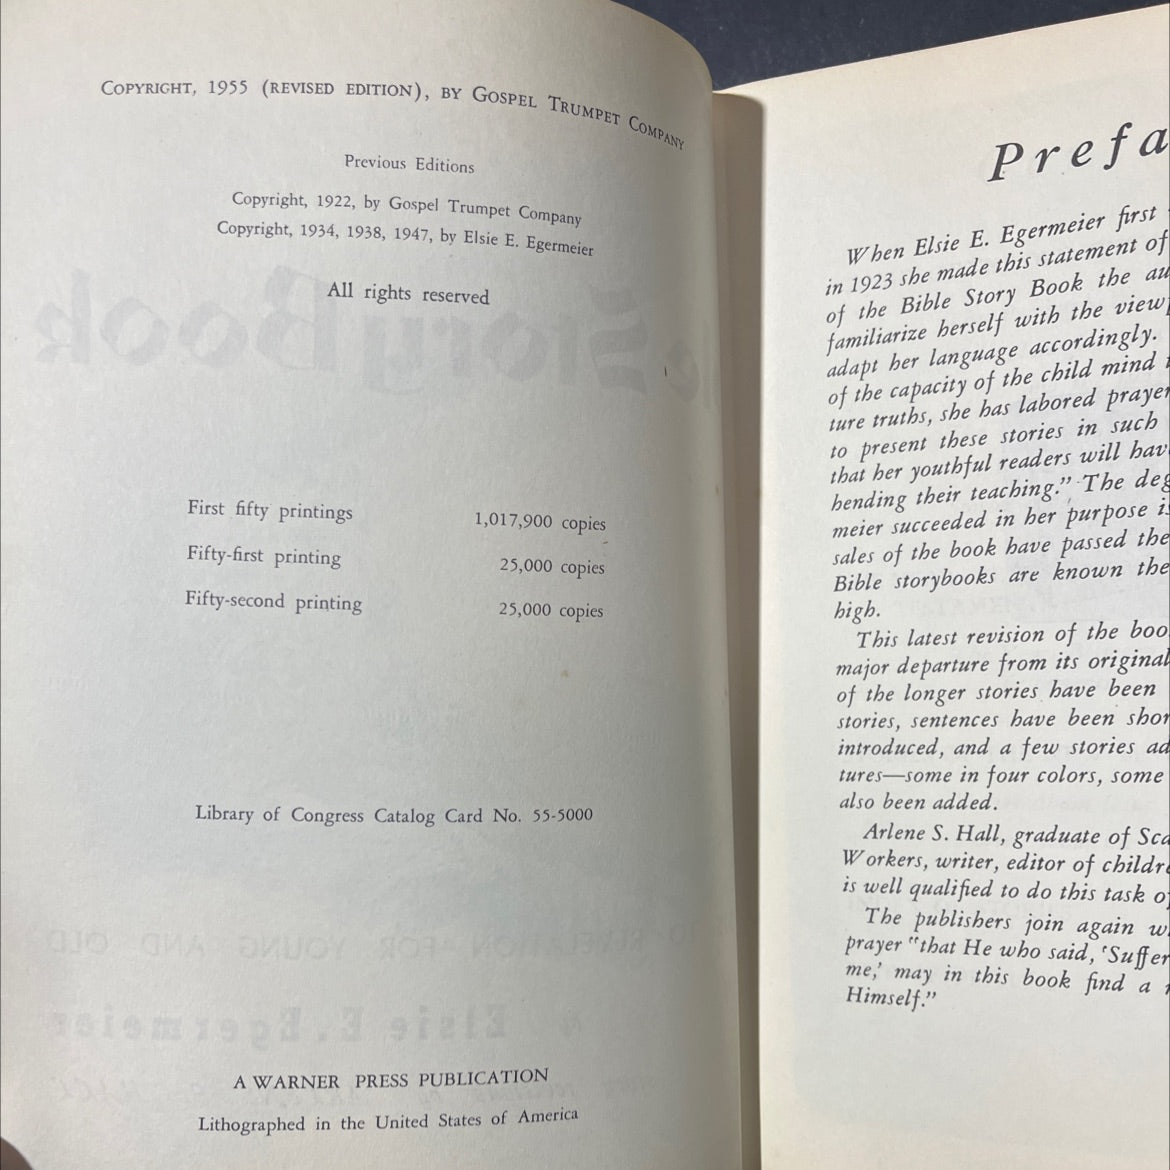 COPYRIGHT, 1955 (REVISED EDITION), BY GOSPEL TRUMPET COMPANY
Previous Editions
Copyright, 1922, by Gospel Trumpet Company
Copyright, 1934, 1938, 1947, by Elsie E. Egermeier
All rights reserved
First fifty printings 1,017,900 copies
Fifty-first printing 25,000 copies
Fifty-second printing 25,000 copies
Library of Congress Catalog Card No. 55-5000
A WARNER PRESS PUBLICATION
Lithographed in the United States of America
Prefa
When Elsie E. Egermeier first
in 1923 she made this statement of
of the Bible Story Book the au
familiarize herself with the view
adapt her language accordingly.
of the capacity of the child mind
ture truths, she has labored prayer
to present these stories in such
that her youthful readers will hav
hending their teaching." The deg
meier succeeded in her purpose is
sales of the book have passed the
Bible storybooks are known the
high.
This latest revision of the boo
major departure from its original
of the longer stories have been
stories, sentences have been shor
introduced, and a few stories ad
tures—some in four colors, some
also been added.
Arlene S. Hall, graduate of Sca
Workers, writer, editor of childre
is well qualified to do this task of
The publishers join again w
prayer "that He who said, 'Suffer
me,' may in this book find a
Himself."